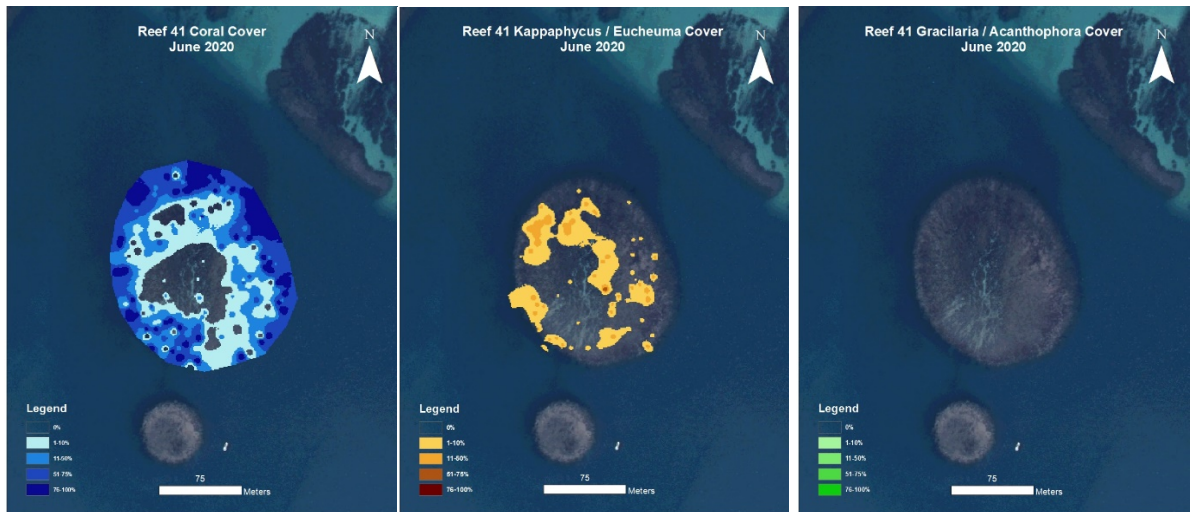 Reef 41 Coral Cover
June 2020
N
Legend
0%
1-10%
11-50%
51-75%
76-100%
75
Meters
Reef 41 Kappaphycus / Eucheuma Cover
June 2020
N
Legend
0%
1-10%
11-50%
51-75%
76-100%
75
Meters
Reef 41 Gracilaria / Acanthophora Cover
June 2020
N
Legend
0%
1-10%
11-50%
51-75%
76-100%
75
Meters